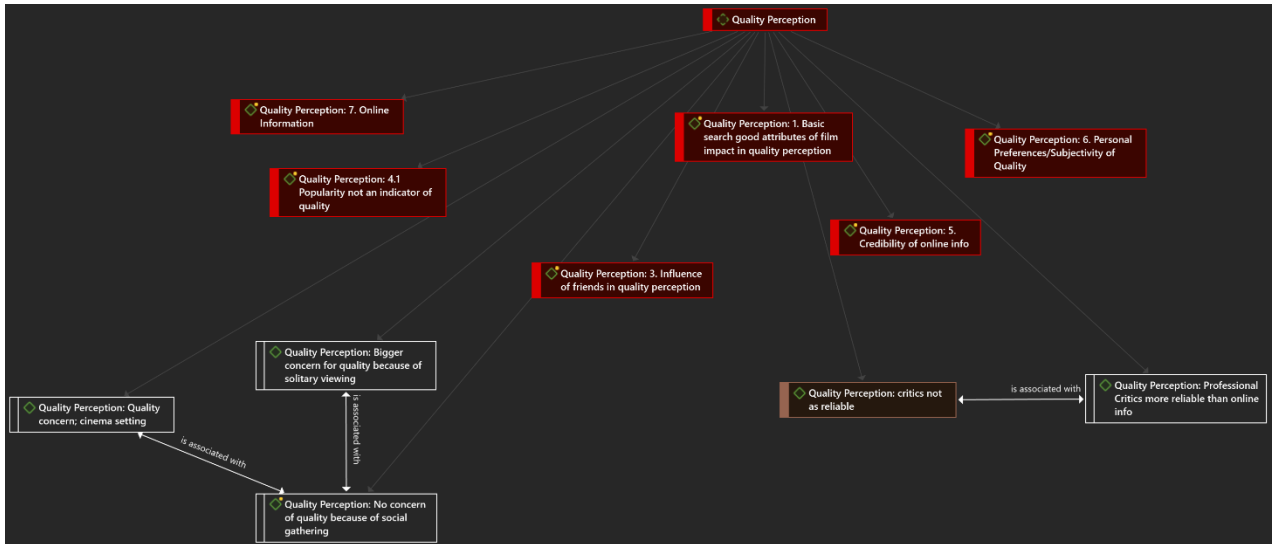 Quality Perception
Quality Perception: 7. Online
Information
Quality Perception: 1. Basic
search good attributes of film
impact in quality perception
Quality Perception: 6. Personal
Preferences/Subjectivity of
Quality
Quality Perception: 4.1
Popularity not an indicator of
quality
Quality Perception: 5.
Credibility of online info
Quality Perception: 3. Influence
of friends in quality perception
Quality Perception: Bigger
concern for quality because of
solitary viewing
Quality Perception: Quality
concern; cinema setting
is associated with
is associated with
Quality Perception: No concern
of quality because of social
gathering
Quality Perception: critics not
as reliable
is associated with
Quality Perception: Professional
Critics more reliable than online
info